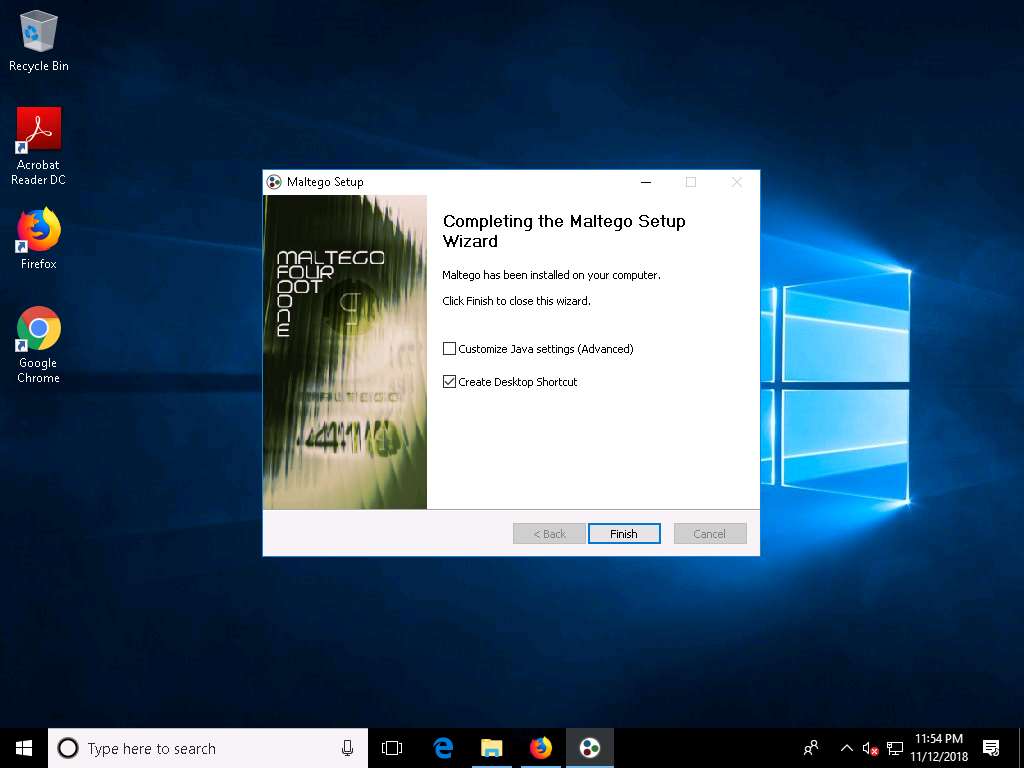 Recycle Bin
Acrobat
Reader DC
Firefox
Google
Chrome
Maltego Setup
MALTEGO
FOUR
DOT
ONE
Completing the Maltego Setup
Wizard
Maltego has been installed on your computer.
Click Finish to close this wizard.
Customize Java settings (Advanced)
Create Desktop Shortcut
< Back
Finish
Cancel
Type here to search
11:54 PM
11/12/2018